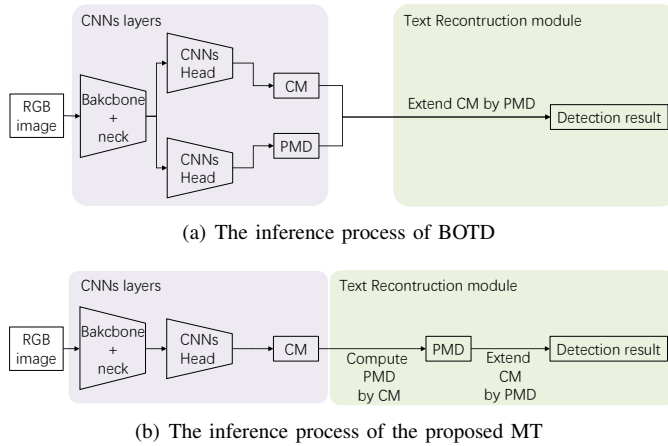 CNNs layers
Text Recontruction module
RGB
image
Bakcbone
+
neck
CNNs
Head
CM
CNNs
Head
PMD
Extend CM by PMD
Detection result
(a) The inference process of BOTD
CNNs layers
Text Recontruction module
RGB
image
Bakcbone
+
neck
CNNs
Head
CM
Compute
PMD
by CM
PMD
Extend
CM
by PMD
Detection result
(b) The inference process of the proposed MT